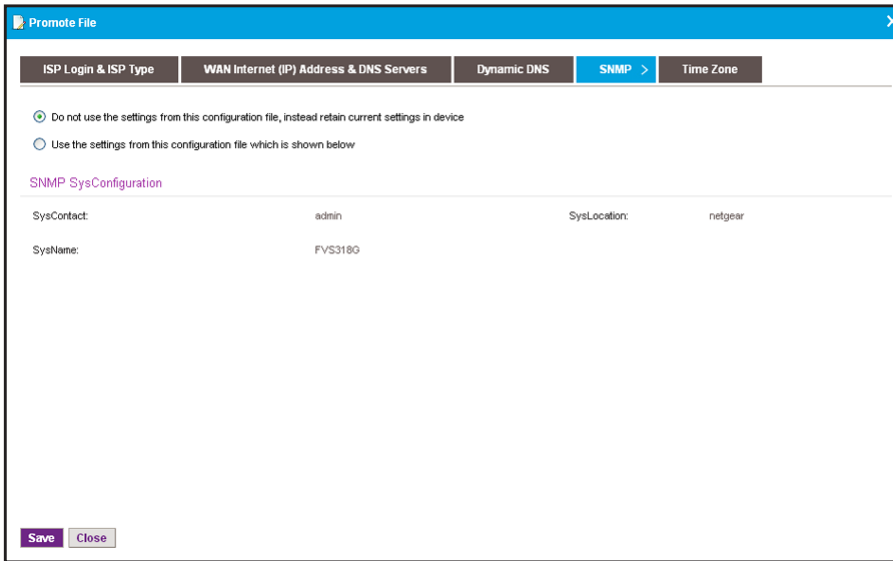 Promote File
ISP Login & ISP Type WAN Internet (IP) Address & DNS Servers Dynamic DNS SNMP > Time Zone
Do not use the settings from this configuration file, instead retain current settings in device
Use the settings from this configuration file which is shown below
SNMP SysConfiguration
SysContact: admin SysLocation: netgear
SysName: FVS318G
Save Close